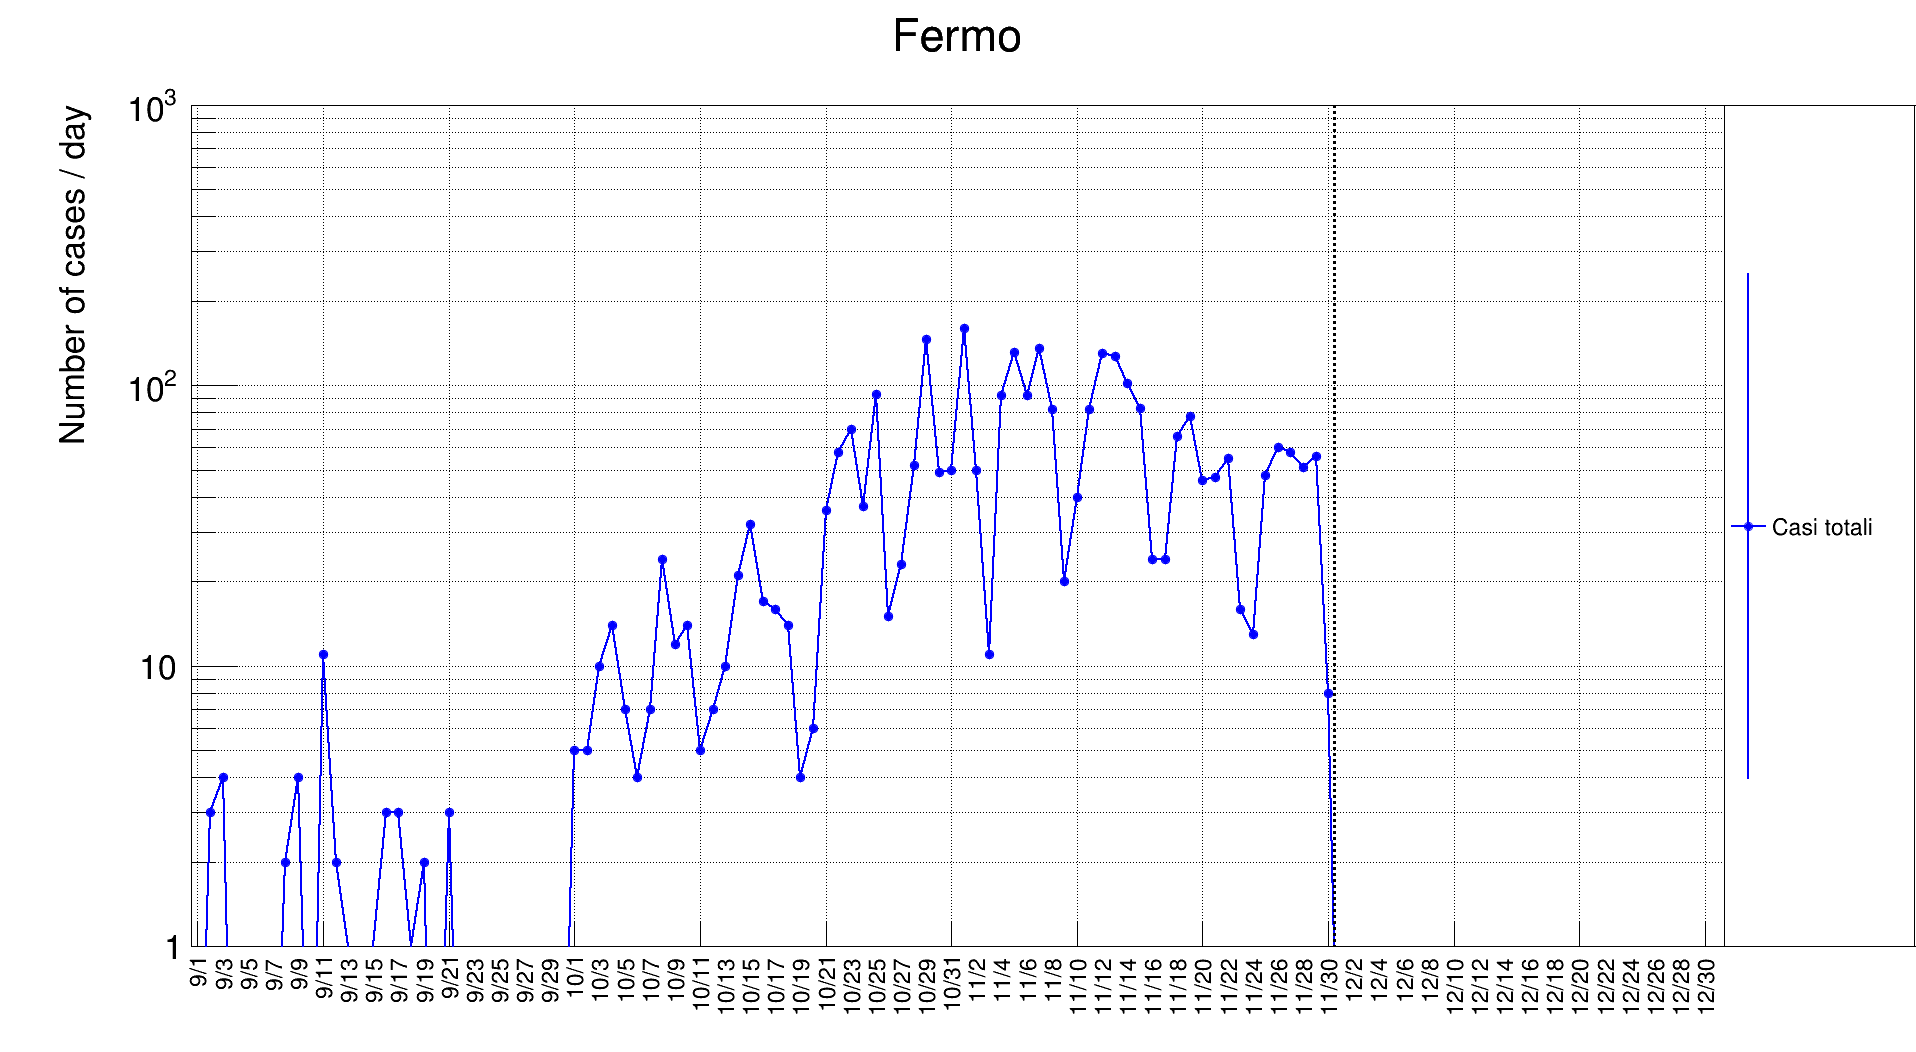 Fermo
Number of cases / day
10³
10²
10
1
9/1 9/3 9/5 9/7 9/9 9/11 9/13 9/15 9/17 9/19 9/21 9/23 9/25 9/27 9/29 10/1 10/3 10/5 10/7 10/9 10/11 10/13 10/15 10/17 10/19 10/21 10/23 10/25 10/27 10/29 10/31 11/2 11/4 11/6 11/8 11/10 11/12 11/14 11/16 11/18 11/20 11/22 11/24 11/26 11/28 11/30 12/2 12/4 12/6 12/8 12/10 12/12 12/14 12/16 12/18 12/20 12/22 12/24 12/26 12/28 12/30
Casi totali